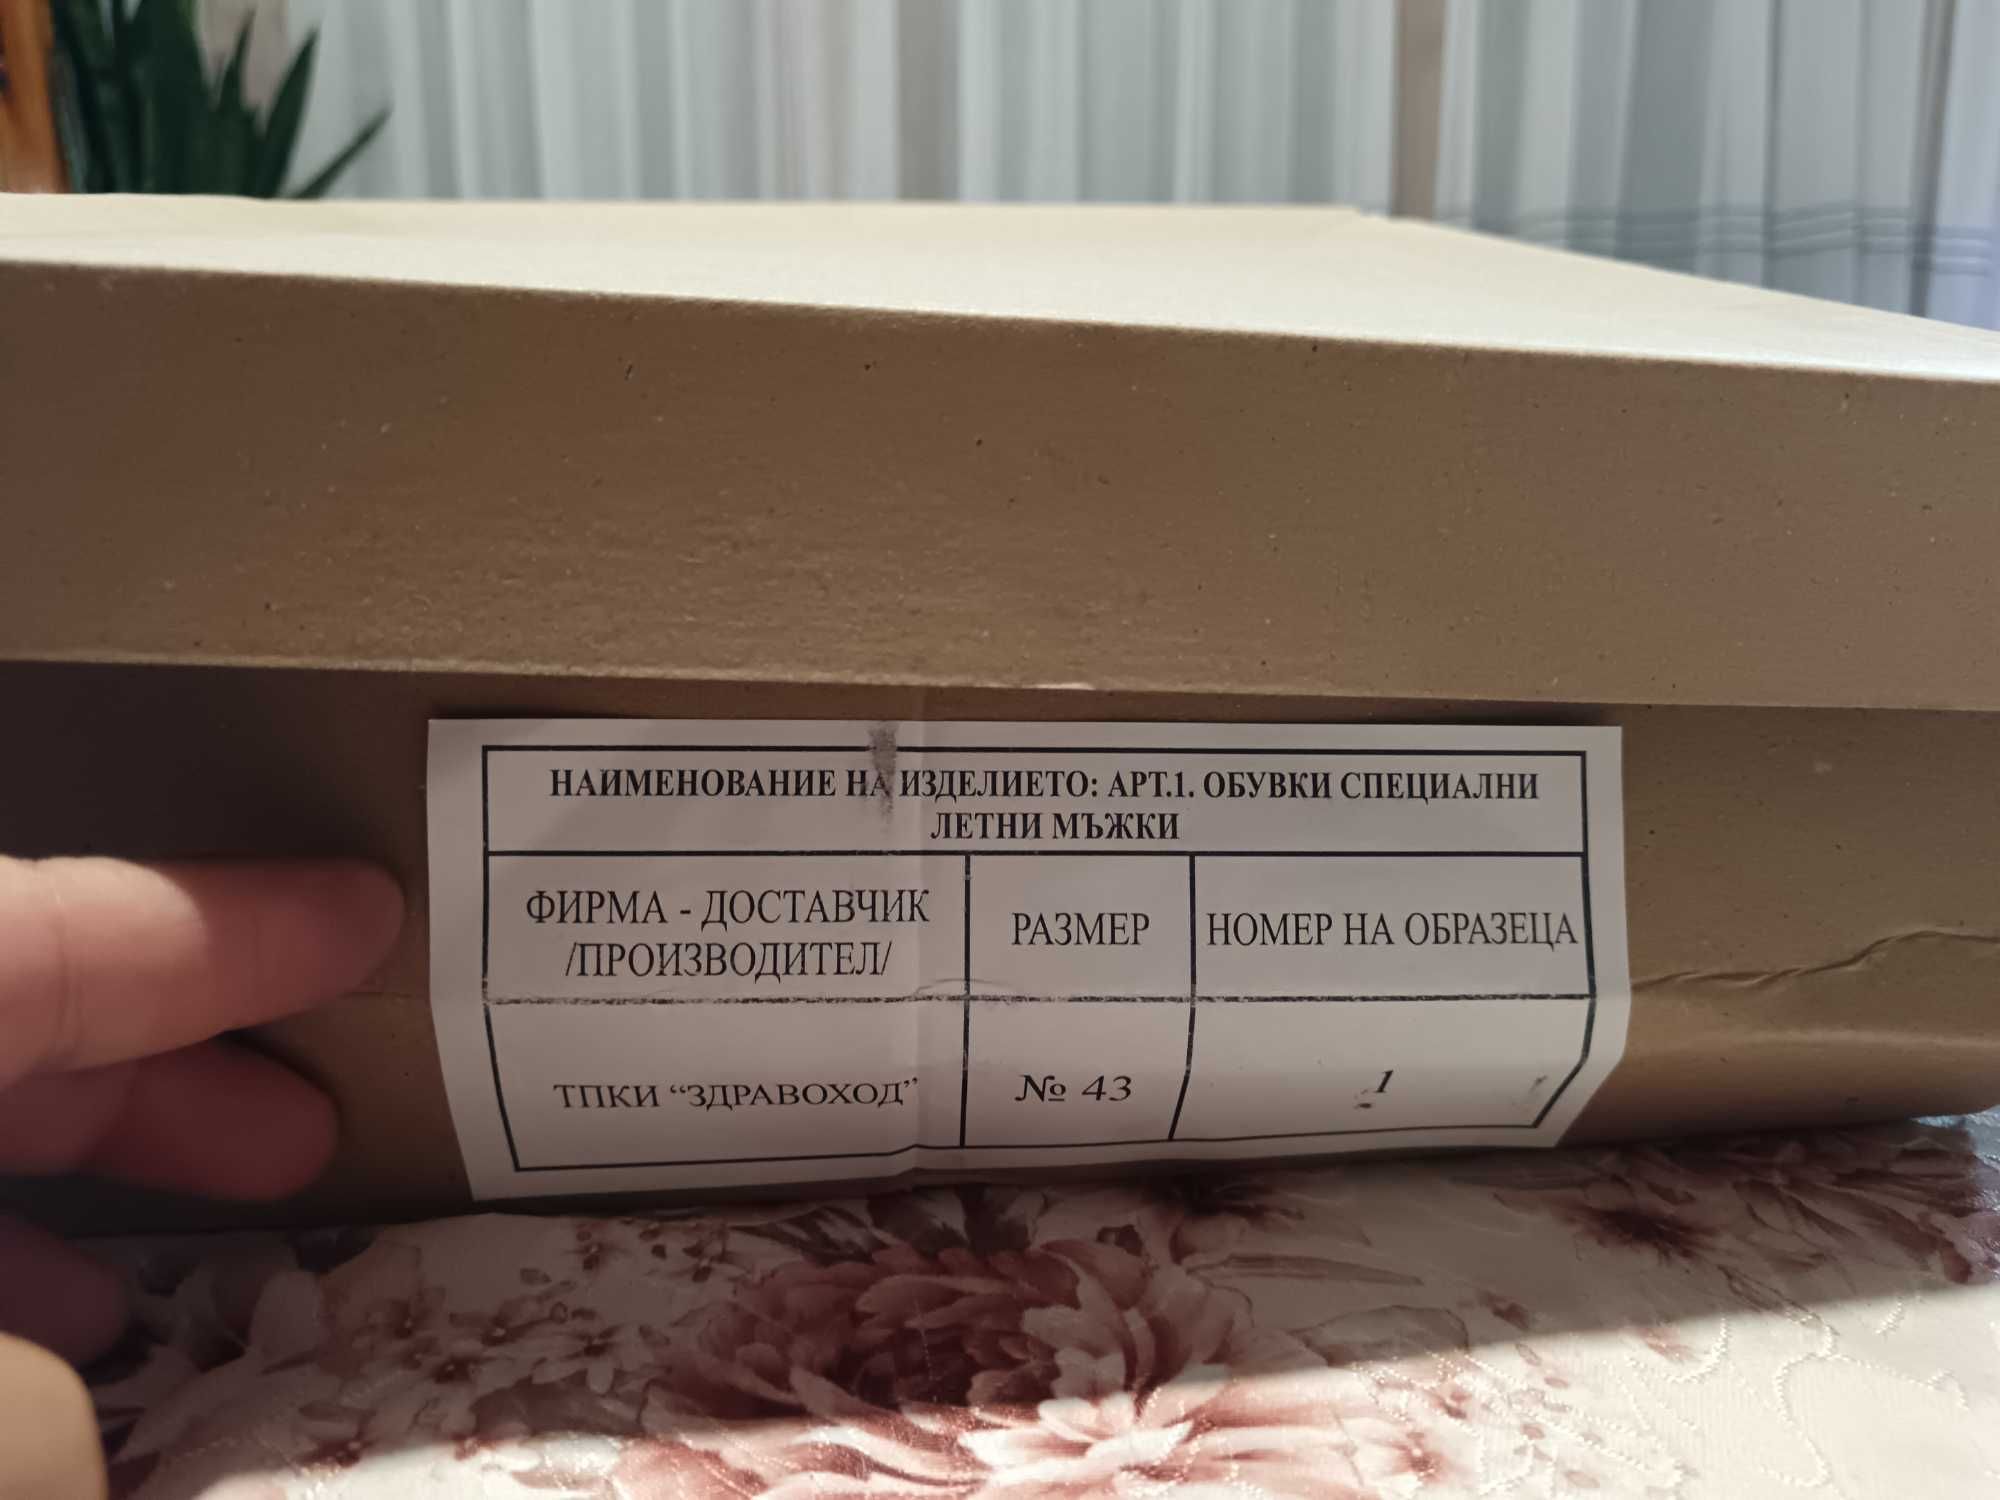 НАИМЕНОВАНИЕ НА ИЗДЕЛИЕТО: АРТ.1. ОБУВКИ СПЕЦИАЛНИ
ЛЕТНИ МЪЖКИ
ФИРМА - ДОСТАВЧИК
/ПРОИЗВОДИТЕЛ/
РАЗМЕР
НОМЕР НА ОБРАЗЕЦА
ТПКИ “ЗДРАВОХОД”
№ 43
1